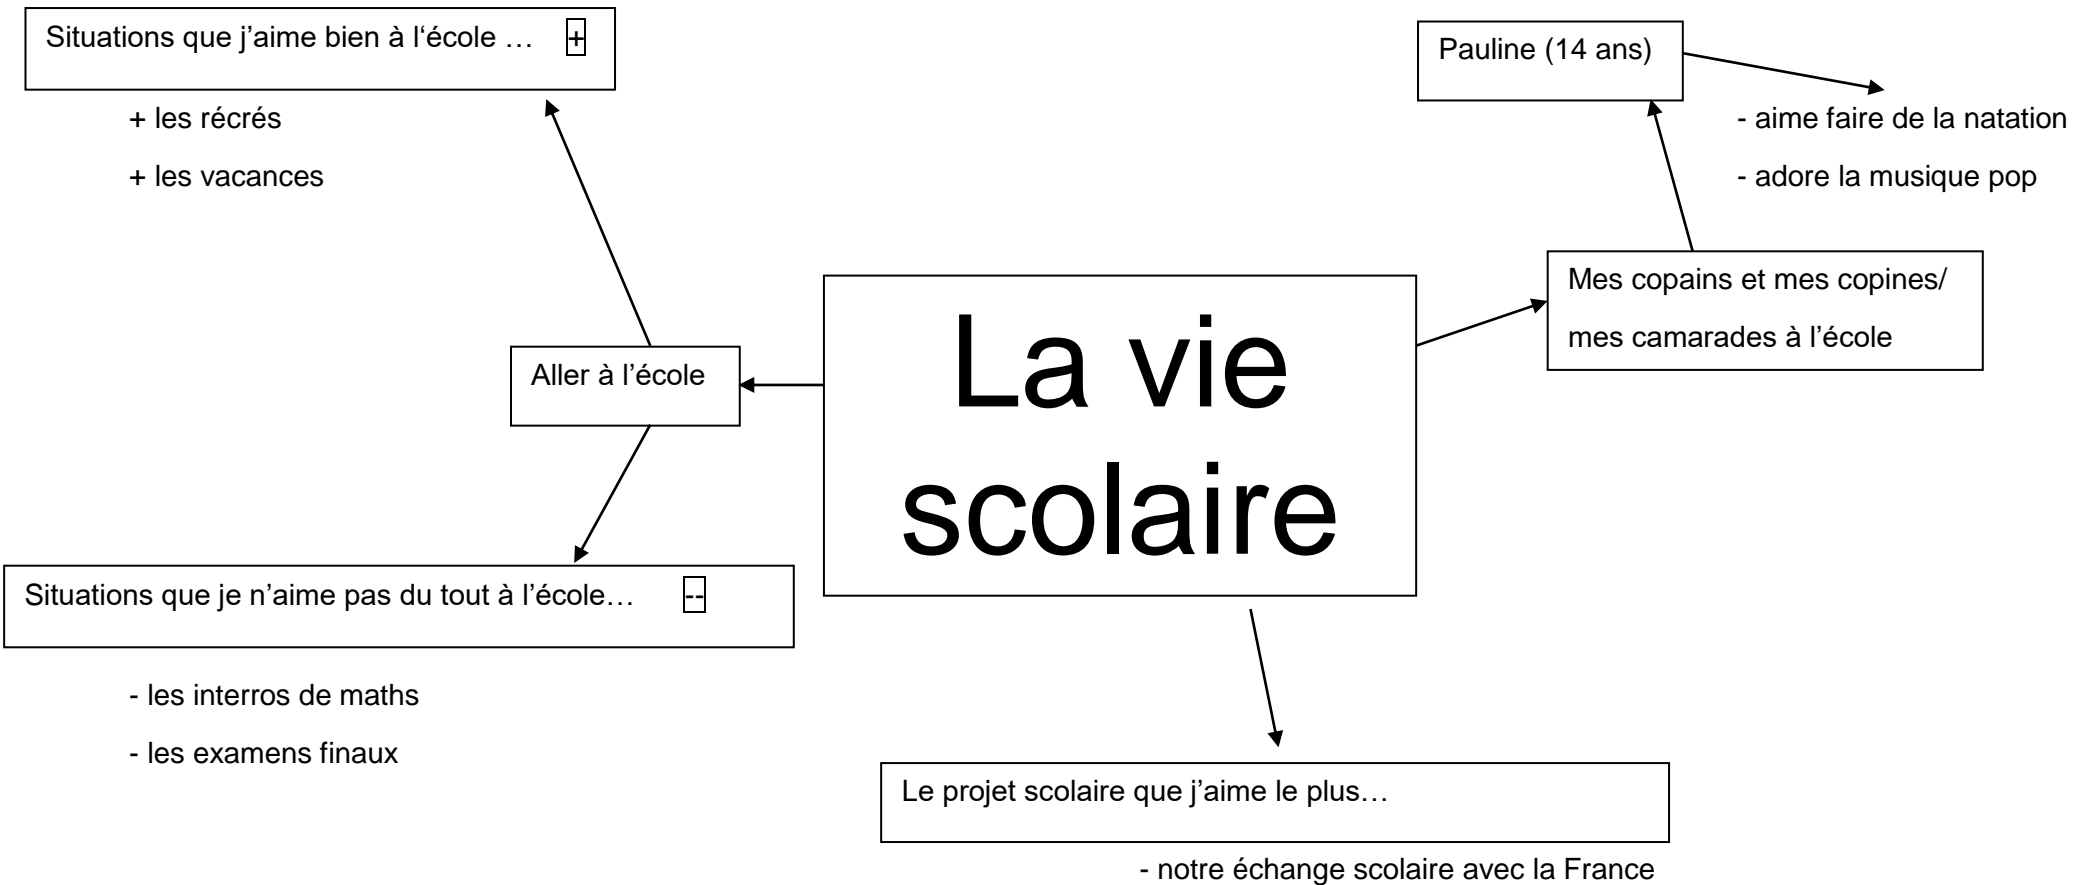 Situations que j’aime bien à l‘école … +
+ les récrés
+ les vacances
Pauline (14 ans)
- aime faire de la natation
- adore la musique pop
Mes copains et mes copines/
mes camarades à l’école
La vie
scolaire
Aller à l’école
Situations que je n’aime pas du tout à l’école… --
- les interros de maths
- les examens finaux
Le projet scolaire que j’aime le plus…
- notre échange scolaire avec la France